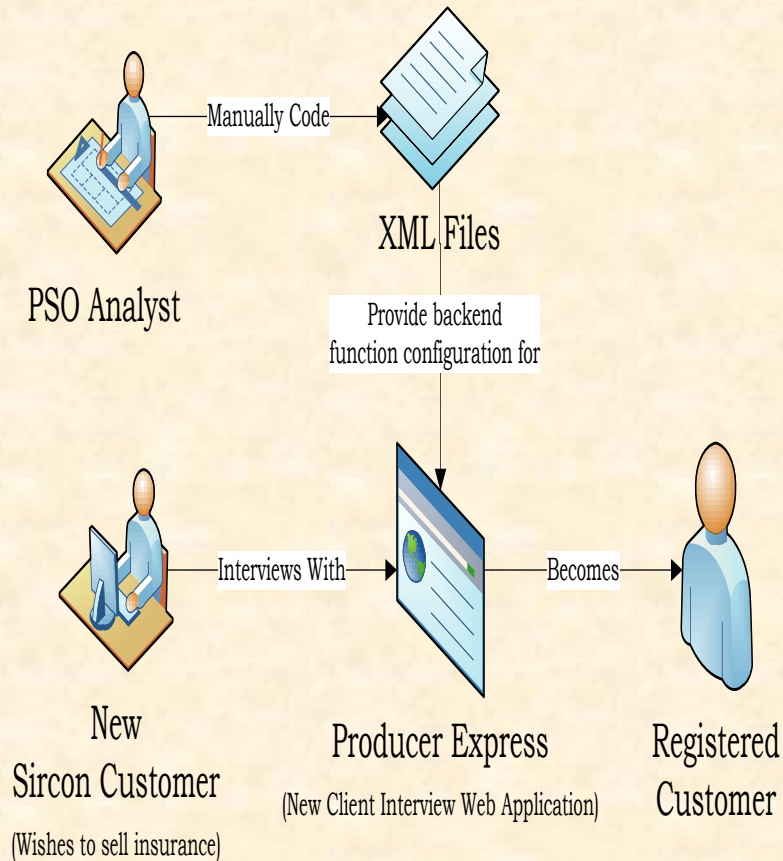 Manually Code
XML Files
PSO Analyst
Provide backend
function configuration for
Interviews With
Becomes
New
Sircon Customer
(Wishes to sell insurance)
Producer Express
(New Client Interview Web Application)
Registered
Customer